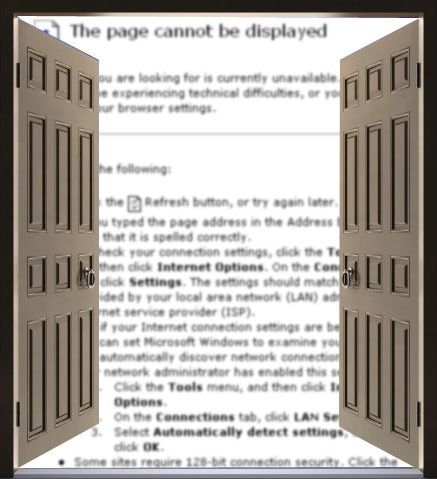 The page cannot be displayed
ou are looking for is currently unavailable.
e experiencing technical difficulties, or yo
ur browser settings.
he following:
the Refresh button, or try again later.
u typed the page address in the Address
that it is spelled correctly.
heck your connection settings, click the T
then click Internet Options. On the Con
click Settings. The settings should match
ided by your local area network (LAN) ad
rnet service provider (ISP).
if your Internet connection settings are be
can set Microsoft Windows to examine you
automatically discover network connection
network administrator has enabled this s
Click the Tools menu, and then click I
Options.
On the Connections tab, click LAN Se
3. Select Automatically detect settings,
click OK.
• Some sites require 128-bit connection security. Click the